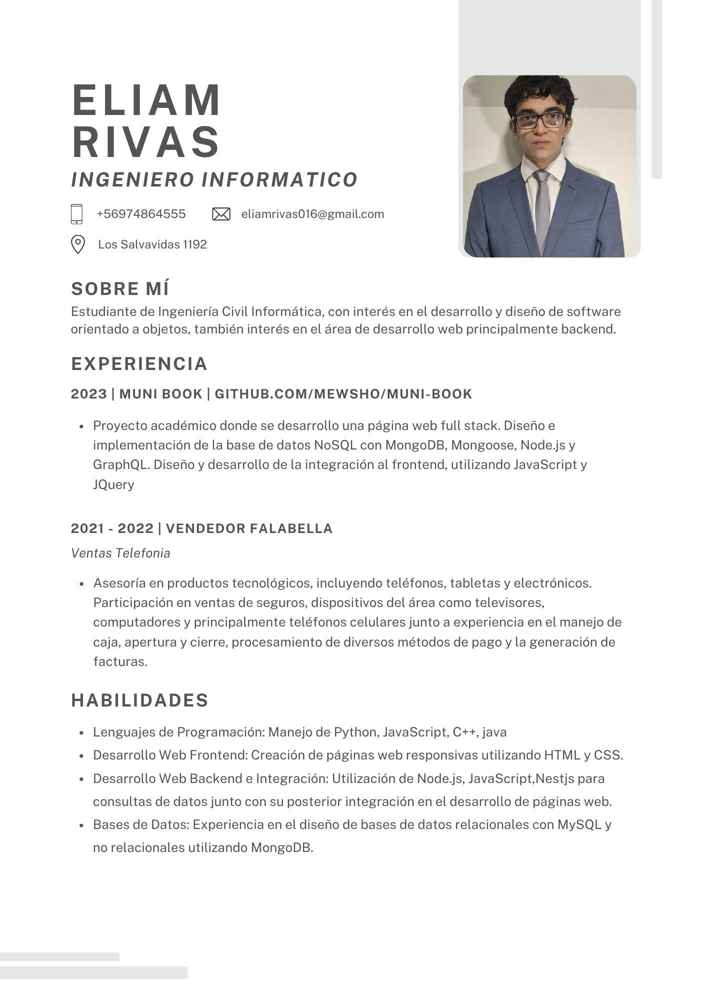 ELIAM
RIVAS
INGENIERO INFORMATICO
+56974864555 eliamrivas016@gmail.com
Los Salvavidas 1192
SOBRE MÍ
Estudiante de Ingeniería Civil Informática, con interés en el desarrollo y diseño de software
orientado a objetos, también interés en el área de desarrollo web principalmente backend.
EXPERIENCIA
2023 | MUNI BOOK | GITHUB.COM/MEWSHO/MUNI-BOOK
• Proyecto académico donde se desarrollo una página web full stack. Diseño e
implementación de la base de datos NoSQL con MongoDB, Mongoose, Node.js y
GraphQL. Diseño y desarrollo de la integración al frontend, utilizando JavaScript y
JQuery
2021 - 2022 | VENDEDOR FALABELLA
Ventas Telefonia
• Asesoría en productos tecnológicos, incluyendo teléfonos, tabletas y electrónicos.
Participación en ventas de seguros, dispositivos del área como televisores,
computadores y principalmente teléfonos celulares junto a experiencia en el manejo de
caja, apertura y cierre, procesamiento de diversos métodos de pago y la generación de
facturas.
HABILIDADES
• Lenguajes de Programación: Manejo de Python, JavaScript, C++, java
• Desarrollo Web Frontend: Creación de páginas web responsivas utilizando HTML y CSS.
• Desarrollo Web Backend e Integración: Utilización de Node.js, JavaScript,Nestjs para
consultas de datos junto con su posterior integración en el desarrollo de páginas web.
• Bases de Datos: Experiencia en el diseño de bases de datos relacionales con MySQL y
no relacionales utilizando MongoDB.